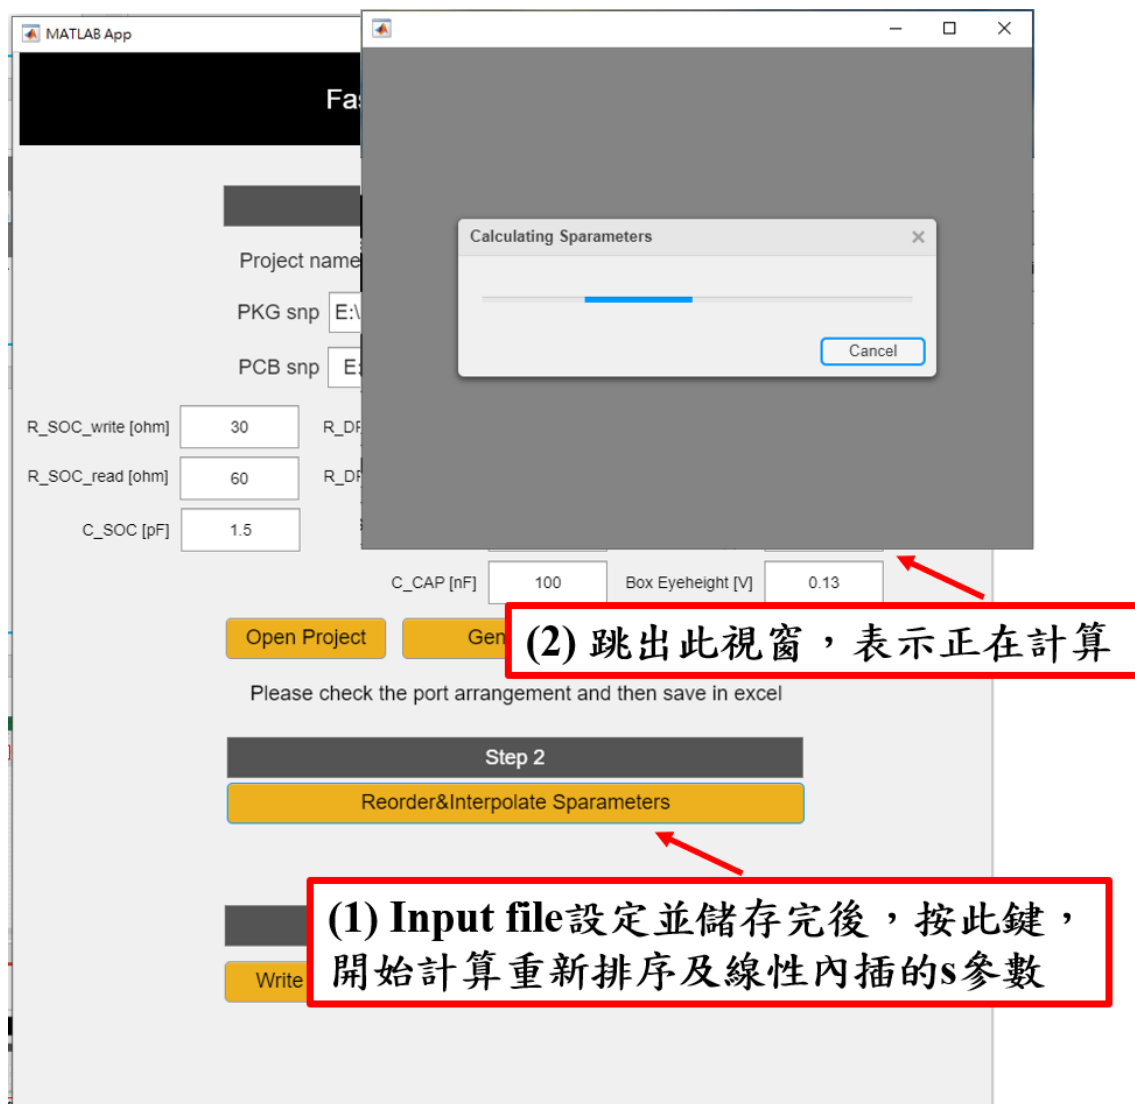 MATLAB App
Calculating Sparameters
Cancel
Project name
PKG snp E:\
PCB snp
R_SOC_write [ohm] 30
R_SOC_read [ohm] 60
C_SOC [pF] 1.5
C_CAP [nF] 100 Box Eyeheight [V] 0.13
Open Project
(2) 跳出此視窗，表示正在計算
Please check the port arrangement and then save in excel
Step 2
Reorder&Interpolate Sparameters
(1) Input file設定並儲存完後，按此鍵，
開始計算重新排序及線性內插的s參數
Write